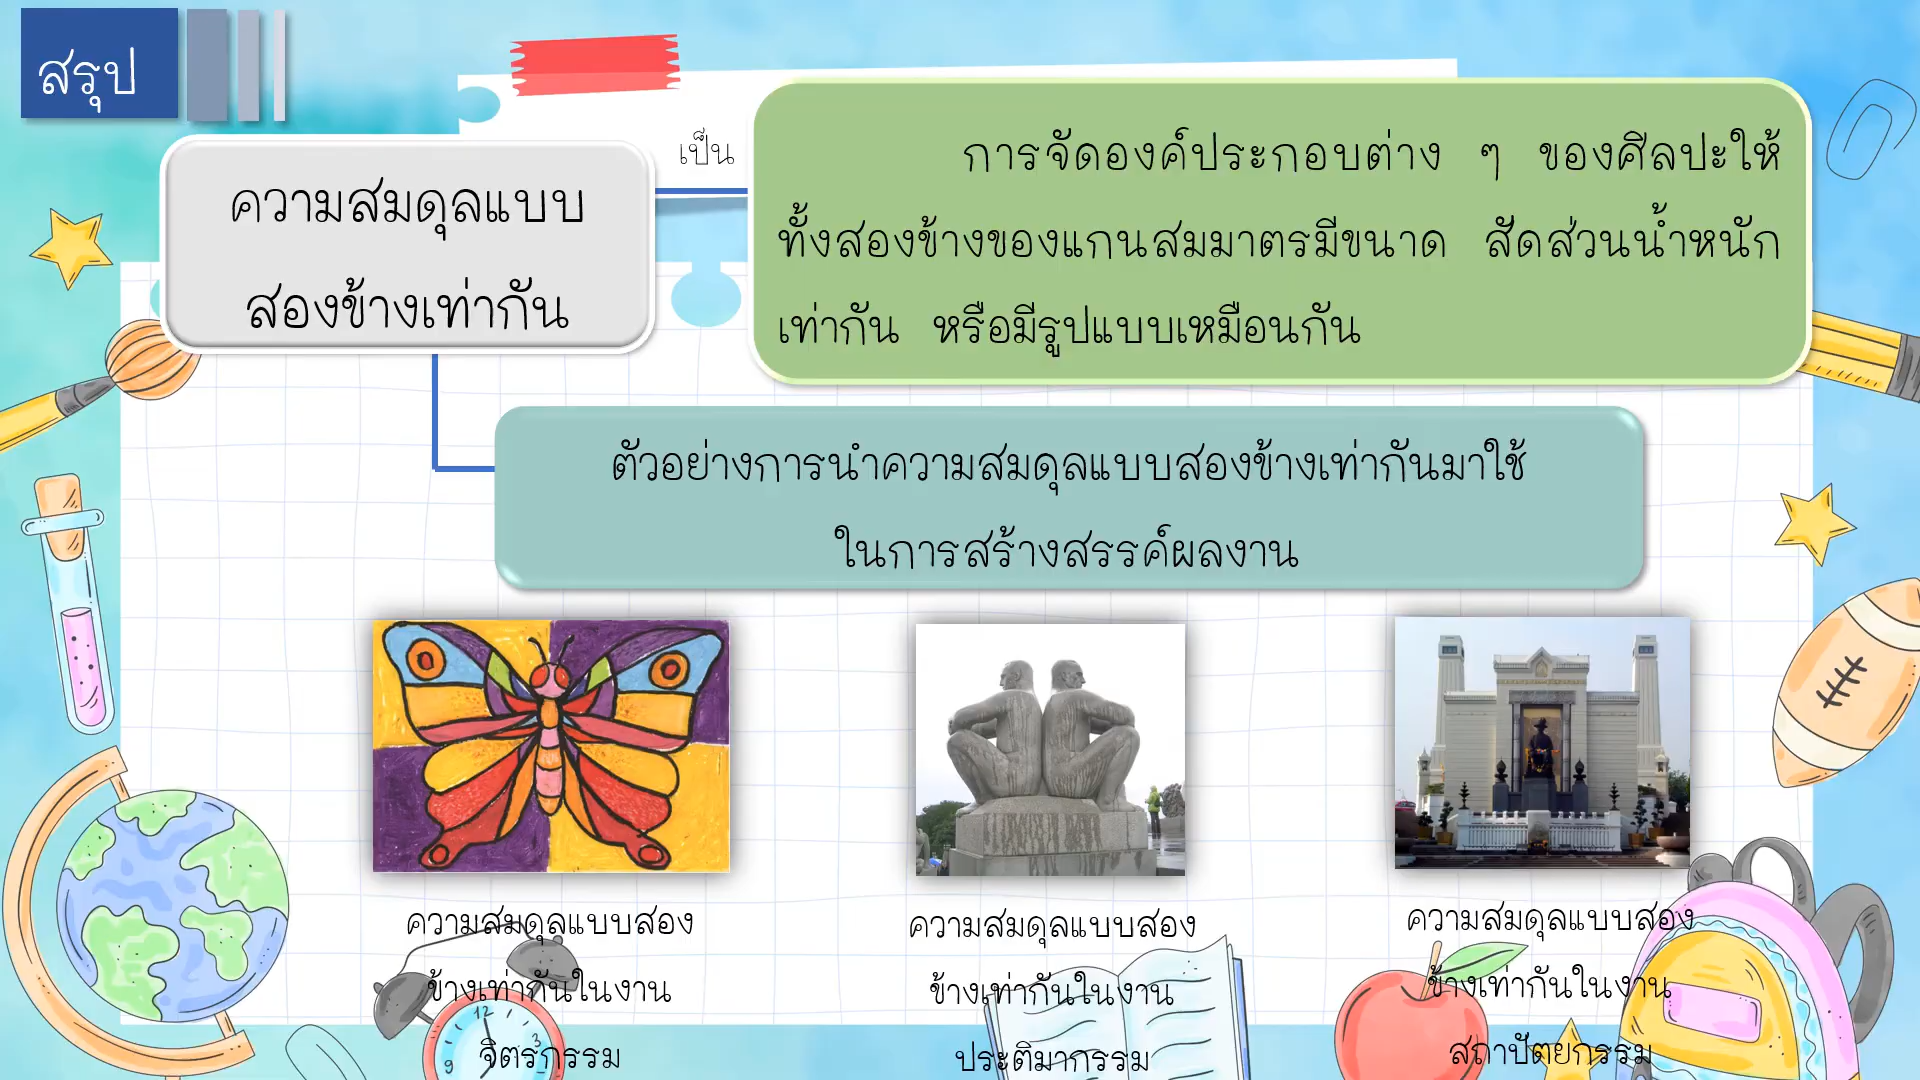 สรุป
ความสมดุลแบบ
สองข้างเท่ากัน
เป็น
การจัดองค์ประกอบต่าง ๆ ของศิลปะให้
ทั้งสองข้างของแกนสมมาตรมีขนาด สัดส่วนน้ำหนัก
เท่ากัน หรือมีรูปแบบเหมือนกัน
ตัวอย่างการนำความสมดุลแบบสองข้างเท่ากันมาใช้
ในการสร้างสรรค์ผลงาน
ความสมดุลแบบสอง
ข้างเท่ากันในงาน
จิตรกรรม
ความสมดุลแบบสอง
ข้างเท่ากันในงาน
ประติมากรรม
ความสมดุลแบบสอง
ข้างเท่ากันในงาน
สถาปัตยกรรม
12
9
3